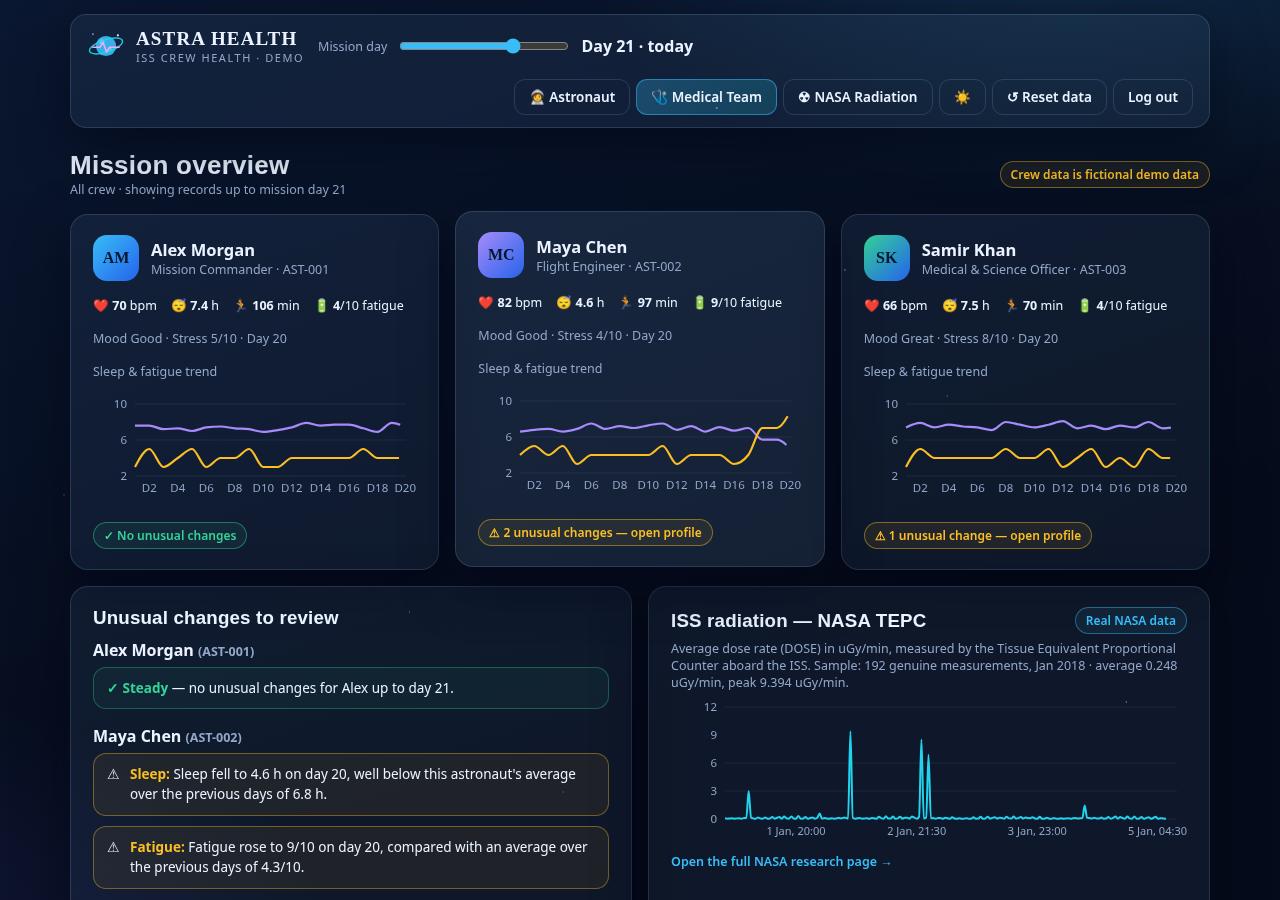 ASTRA HEALTH
ISS CREW HEALTH · DEMO
Mission day
Day 21 · today
👩‍🚀 Astronaut
🩺 Medical Team
☢ NASA Radiation
☀️
↺ Reset data
Log out
Mission overview
All crew · showing records up to mission day 21
Crew data is fictional demo data
AM
Alex Morgan
Mission Commander · AST-001
❤️ 70 bpm 😴 7.4 h 🏃 106 min 🔋 4/10 fatigue
Mood Good · Stress 5/10 · Day 20
Sleep & fatigue trend
10
6
2
D2 D4 D6 D8 D10 D12 D14 D16 D18 D20
✓ No unusual changes
MC
Maya Chen
Flight Engineer · AST-002
❤️ 82 bpm 😴 4.6 h 🏃 97 min 🔋 9/10 fatigue
Mood Good · Stress 4/10 · Day 20
Sleep & fatigue trend
10
6
2
D2 D4 D6 D8 D10 D12 D14 D16 D18 D20
⚠ 2 unusual changes — open profile
SK
Samir Khan
Medical & Science Officer · AST-003
❤️ 66 bpm 😴 7.5 h 🏃 70 min 🔋 4/10 fatigue
Mood Great · Stress 8/10 · Day 20
Sleep & fatigue trend
10
6
2
D2 D4 D6 D8 D10 D12 D14 D16 D18 D20
⚠ 1 unusual change — open profile
Unusual changes to review
Alex Morgan (AST-001)
✓ Steady — no unusual changes for Alex up to day 21.
Maya Chen (AST-002)
⚠ Sleep: Sleep fell to 4.6 h on day 20, well below this astronaut's average
over the previous days of 6.8 h.
⚠ Fatigue: Fatigue rose to 9/10 on day 20, compared with an average over
the previous days of 4.3/10.
ISS radiation — NASA TEPC
Real NASA data
Average dose rate (DOSE) in uGy/min, measured by the Tissue Equivalent Proportional
Counter aboard the ISS. Sample: 192 genuine measurements, Jan 2018 · average 0.248
uGy/min, peak 9.394 uGy/min.
12
9
6
3
0
1 Jan, 20:00 2 Jan, 21:30 3 Jan, 23:00 5 Jan, 04:30
Open the full NASA research page →